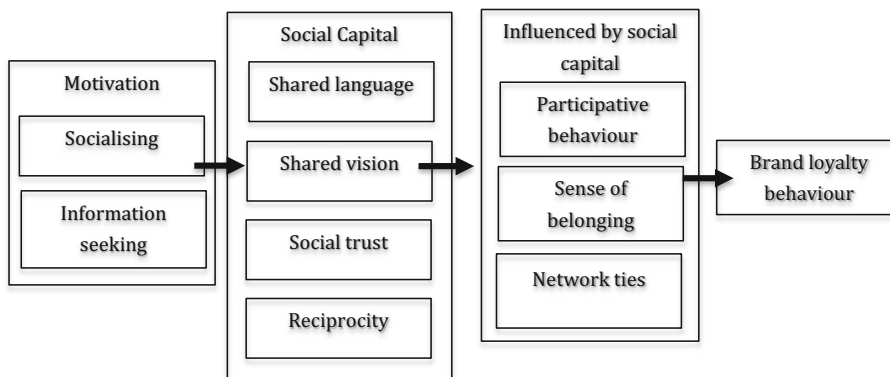 Motivation
Socialising
Information
seeking
Social Capital
Shared language
Shared vision
Social trust
Reciprocity
Influenced by social
capital
Participative
behaviour
Sense of
belonging
Network ties
Brand loyalty
behaviour